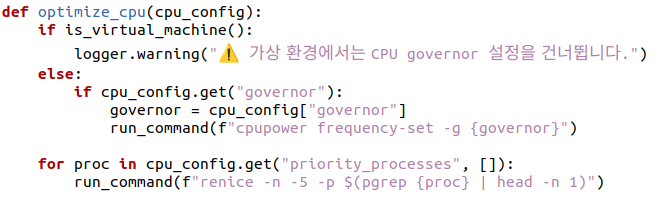 def optimize_cpu(cpu_config):
    if is_virtual_machine():
        logger.warning("⚠️ 가상 환경에서는 CPU governor 설정을 건너뜁니다.")
    else:
        if cpu_config.get("governor"):
            governor = cpu_config["governor"]
            run_command(f"cpupower frequency-set -g {governor}")

    for proc in cpu_config.get("priority_processes", []):
        run_command(f"renice -n -5 -p $(pgrep {proc} | head -n 1)")